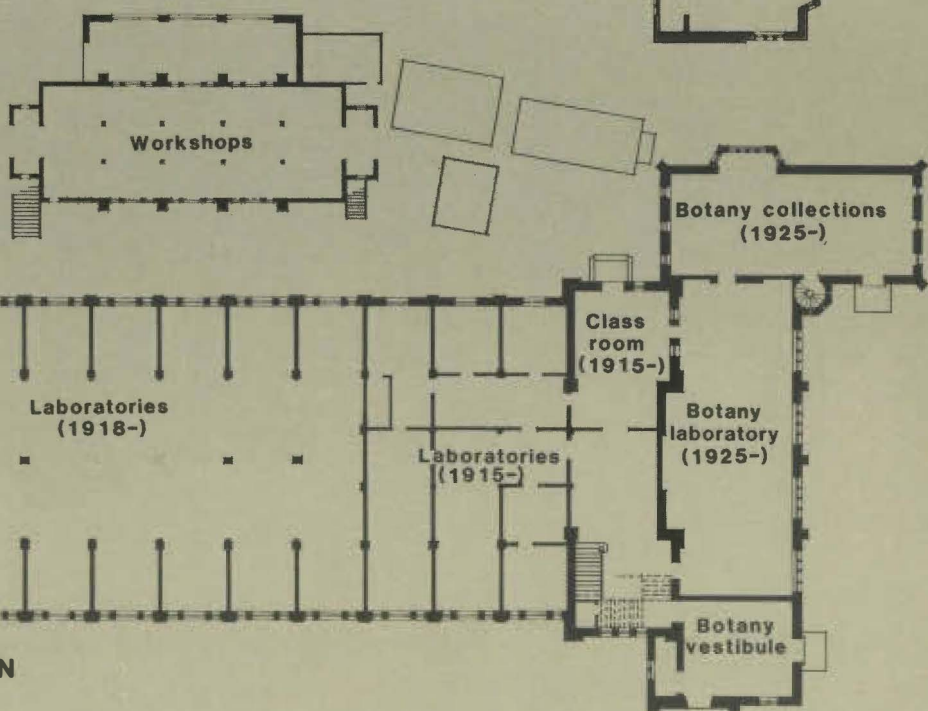 Workshops
Botany collections
(1925-)
Class
room
(1915-)
Laboratories
(1918-)
Botany
laboratory
(1925-)
Laboratories
(1915-)
Botany
vestibule
N